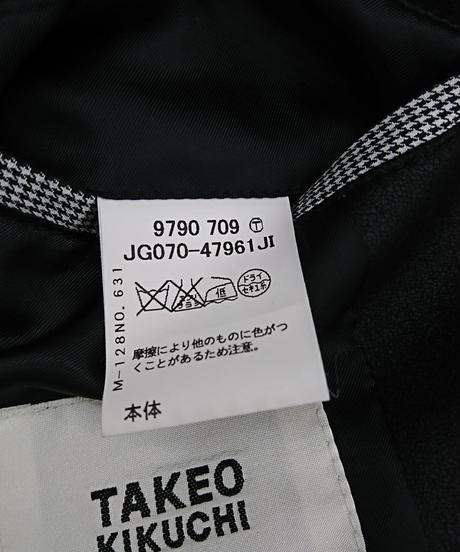 9790 709 Ⓣ
JG070-47961JI
低
ドライ
セキユ系
摩擦により他のものに色がつ
くことがあるため注意。
本体
M-128NO.631
TAKEO
KIKUCHI